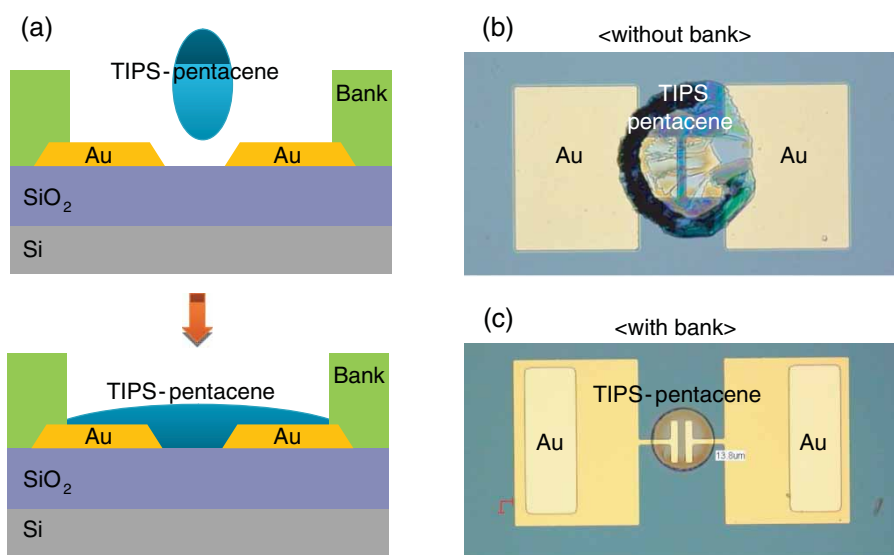 (a)
TIPS-pentacene
Bank
Au
Au
SiO2
Si
TIPS-pentacene
Bank
Au
Au
SiO2
Si
(b)
<without bank>
TIPS
pentacene
Au
Au
(c)
<with bank>
TIPS-pentacene
Au
Au
13.8um